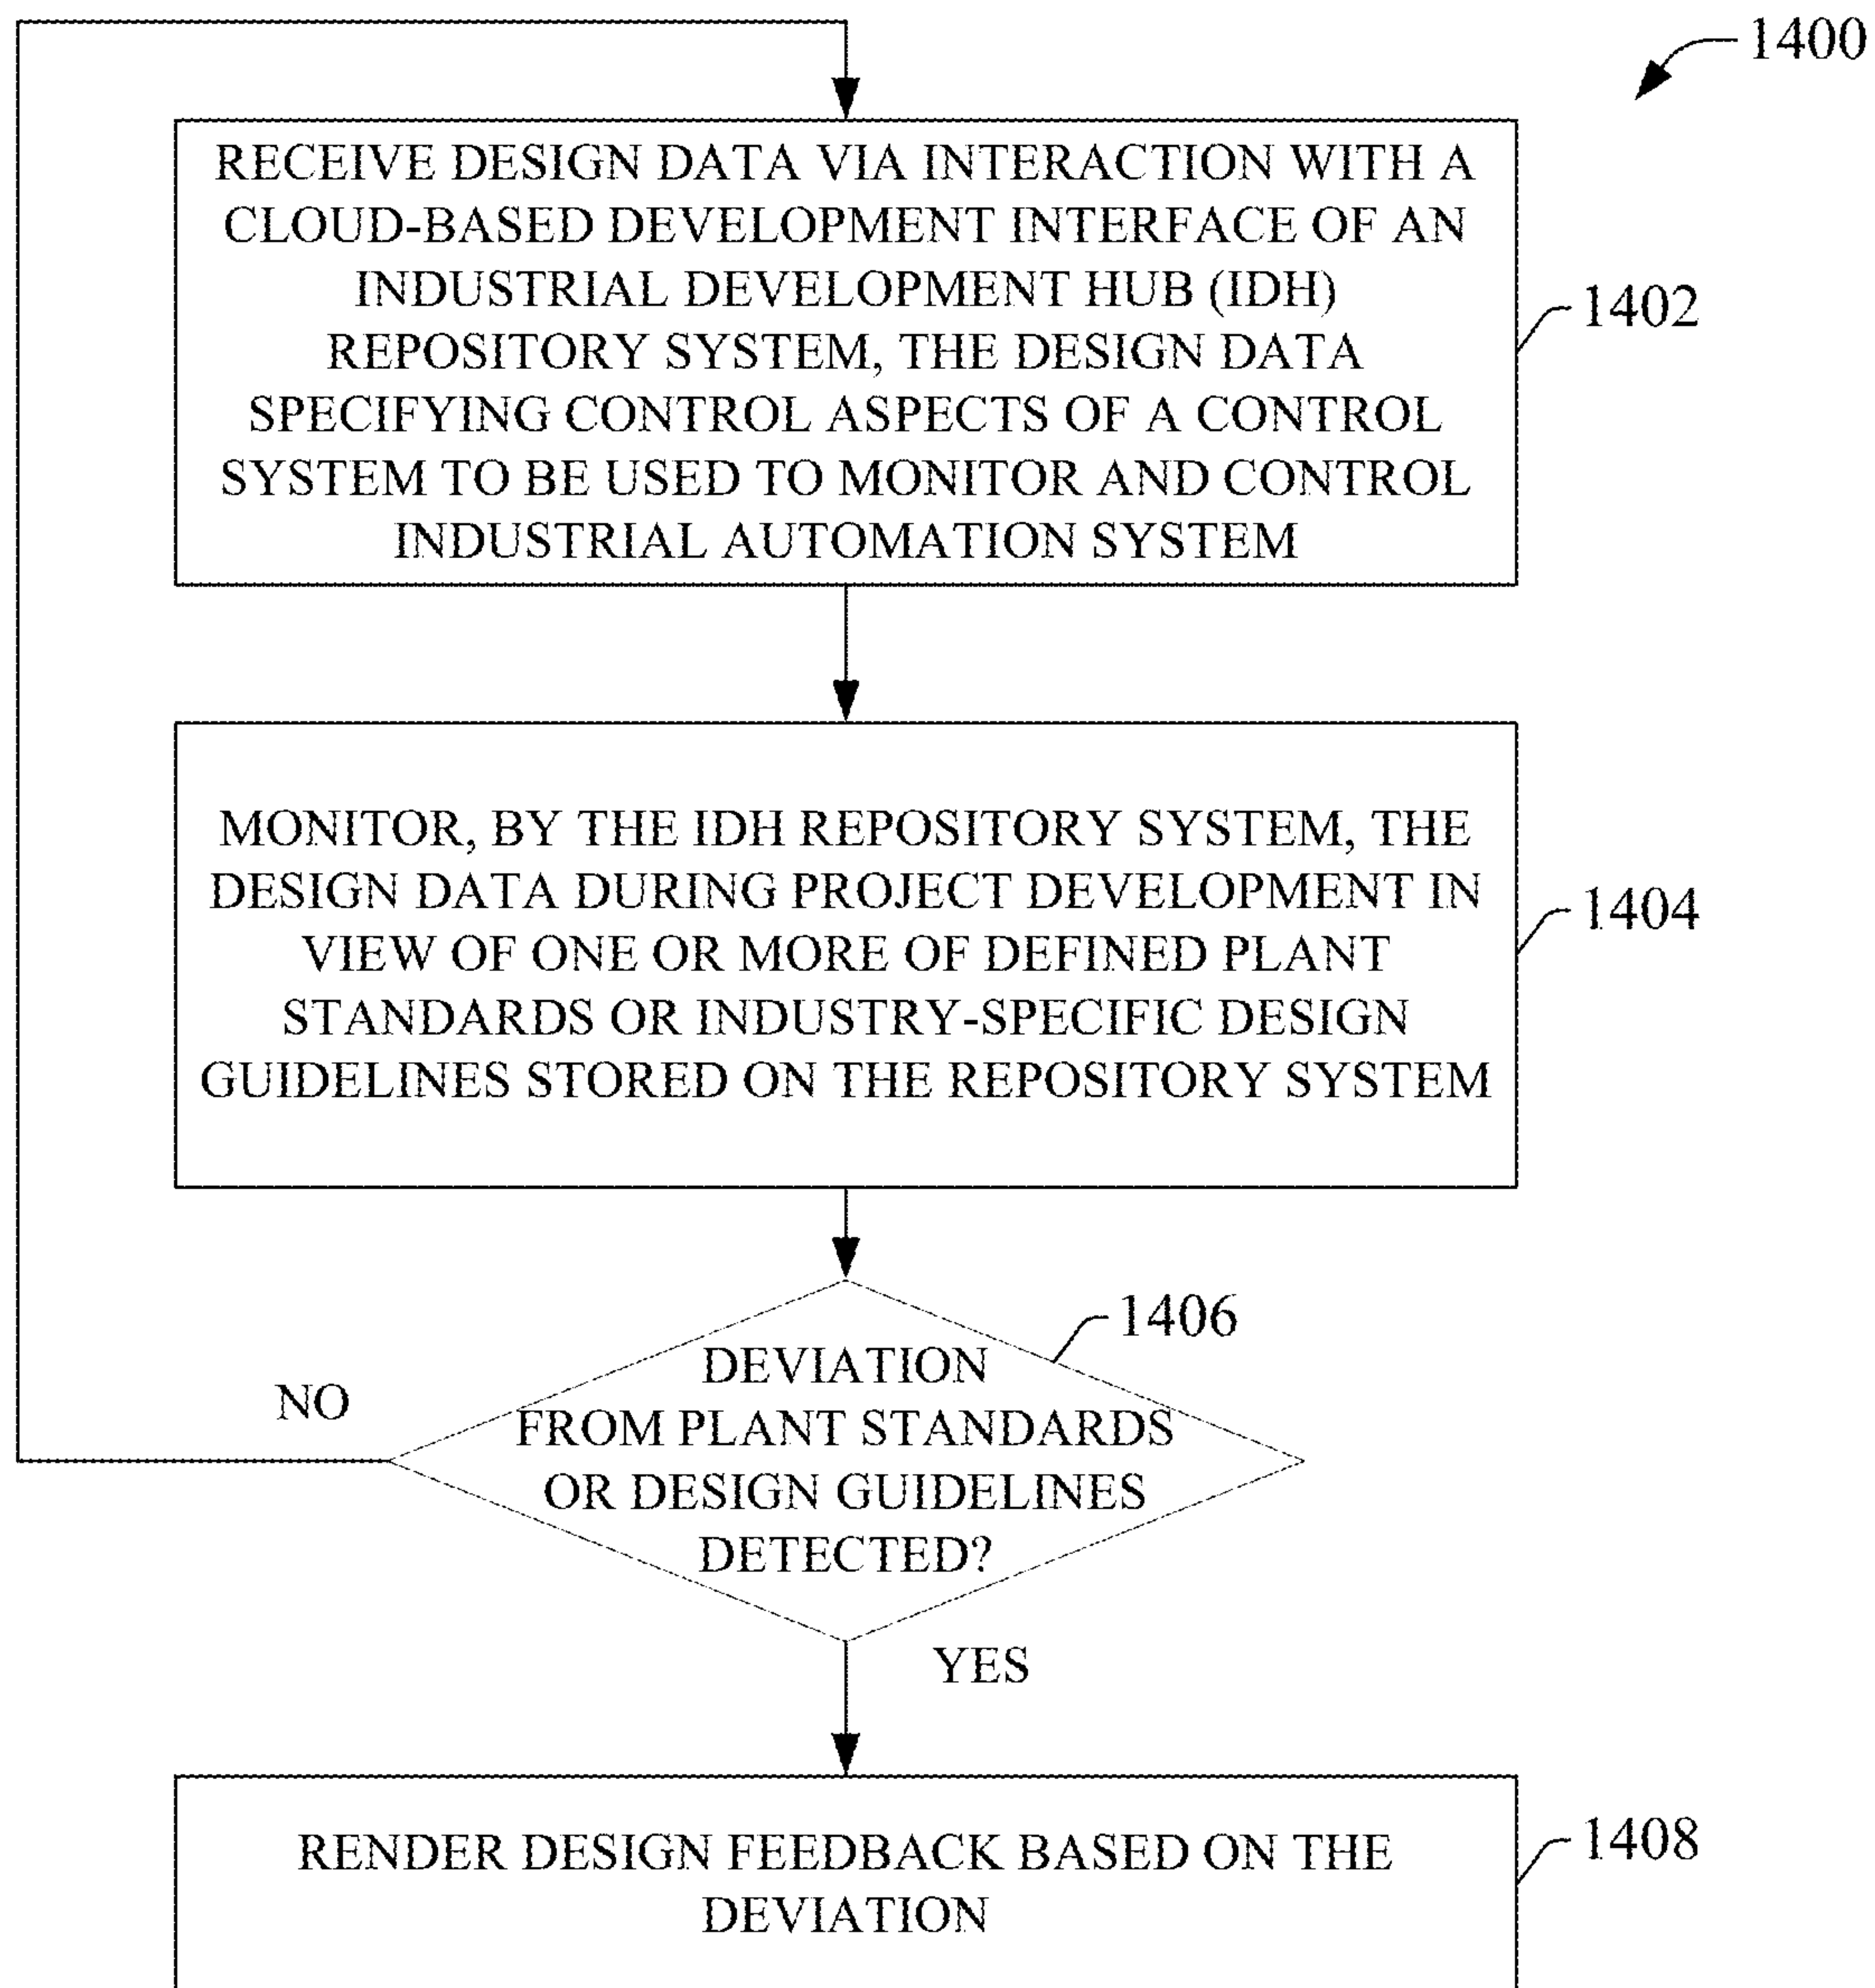 1400
RECEIVE DESIGN DATA VIA INTERACTION WITH A
CLOUD-BASED DEVELOPMENT INTERFACE OF AN
INDUSTRIAL DEVELOPMENT HUB (IDH)
REPOSITORY SYSTEM, THE DESIGN DATA
SPECIFYING CONTROL ASPECTS OF A CONTROL
SYSTEM TO BE USED TO MONITOR AND CONTROL
INDUSTRIAL AUTOMATION SYSTEM
1402
MONITOR, BY THE IDH REPOSITORY SYSTEM, THE
DESIGN DATA DURING PROJECT DEVELOPMENT IN
VIEW OF ONE OR MORE OF DEFINED PLANT
STANDARDS OR INDUSTRY-SPECIFIC DESIGN
GUIDELINES STORED ON THE REPOSITORY SYSTEM
1404
1406
DEVIATION
FROM PLANT STANDARDS
OR DESIGN GUIDELINES
DETECTED?
NO
YES
RENDER DESIGN FEEDBACK BASED ON THE
DEVIATION
1408